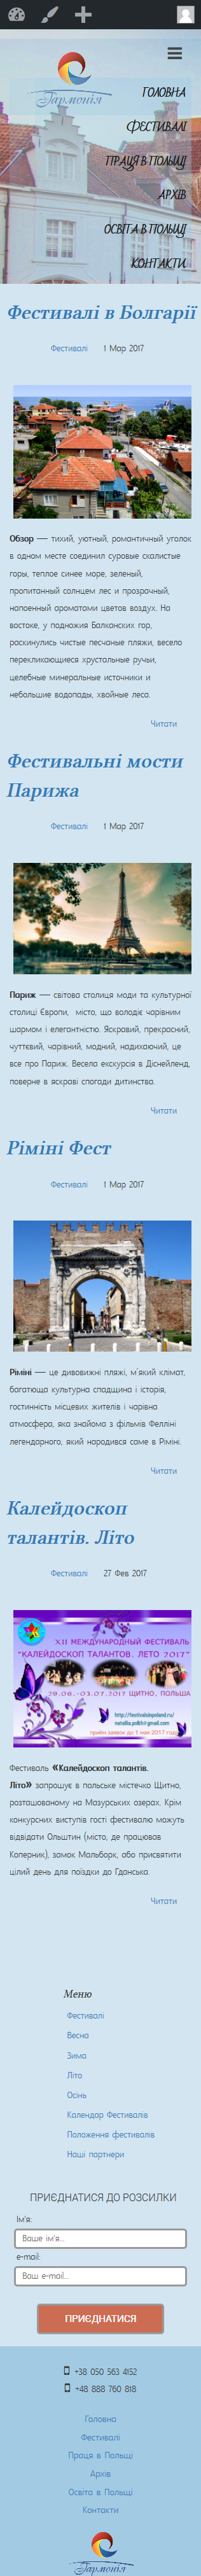 Гармонія
ГОЛОВНА
ФЕСТИВАЛІ
ПРАЦЯ В ПОЛЬЩІ
АРХІВ
ОСВІТА В ПОЛЬЩІ
КОНТАКТИ
Фестивалі в Болгарії
Фестивалі 1 Мар 2017
Обзор — тихий, уютный, романтичный уголок
в одном месте соединил суровые скалистые
горы, теплое синее море, зеленый,
пропитанный солнцем лес и прозрачный,
напоенный ароматами цветов воздух. На
востоке, у подножия Балканских гор,
раскинулись чистые песчаные пляжи, весело
перекликающиеся хрустальные ручьи,
целебные минеральные источники и
небольшие водопады, хвойные леса.
Читати
Фестивальні мости
Парижа
Фестивалі 1 Мар 2017
Париж — світова столиця моди та культурної
столиці Європи, місто, що володіє чарівним
шармом і елегантністю. Яскравий, прекрасний,
чуттєвий, чарівний, модний, надихаючий, це
все про Париж. Весела екскурсія в Діснейленд,
поверне в яскраві спогади дитинства.
Читати
Ріміні Фест
Фестивалі 1 Мар 2017
Ріміні — це дивовижні пляжі, м'який клімат,
багатюща культурна спадщина і історія,
гостинність місцевих жителів і чарівна
атмосфера, яка знайома з фільмів Фелліні
легендарного, який народився саме в Ріміні.
Читати
Калейдоскоп
талантів. Літо
Фестивалі 27 Фев 2017
XII МЕЖДУНАРОДНЫЙ ФЕСТИВАЛЬ
"КАЛЕЙДОСКОП ТАЛАНТОВ. ЛЕТО 2017"
29.06.-03.07.2017 ЩИТНО, ПОЛЬША
http://festivalsinpoland.ru/
natallia.polbh@gmail.com
приём заявок до 1 мая 2017 года
Фестиваль «Калейдоскоп талантів.
Літо» запрошує в польське містечко Щитно,
розташованому на Мазурських озерах. Крім
конкурсних виступів гості фестивалю можуть
відвідати Ольштин (місто, де працював
Коперник), замок Мальборк, або присвятити
цілий день для поїздки до Гданська.
Читати
Меню
Фестивалі
Весна
Зима
Літо
Осінь
Календар Фестивалів
Положення фестивалів
Наші партнери
ПРИЄДНАТИСЯ ДО РОЗСИЛКИ
Ім'я:
Ваше ім'я...
e-mail:
Ваш e-mail...
ПРИЄДНАТИСЯ
+38 050 563 4152
+48 888 760 818
Головна
Фестивалі
Праця в Польщі
Архів
Освіта в Польщі
Контакти
Гармонія